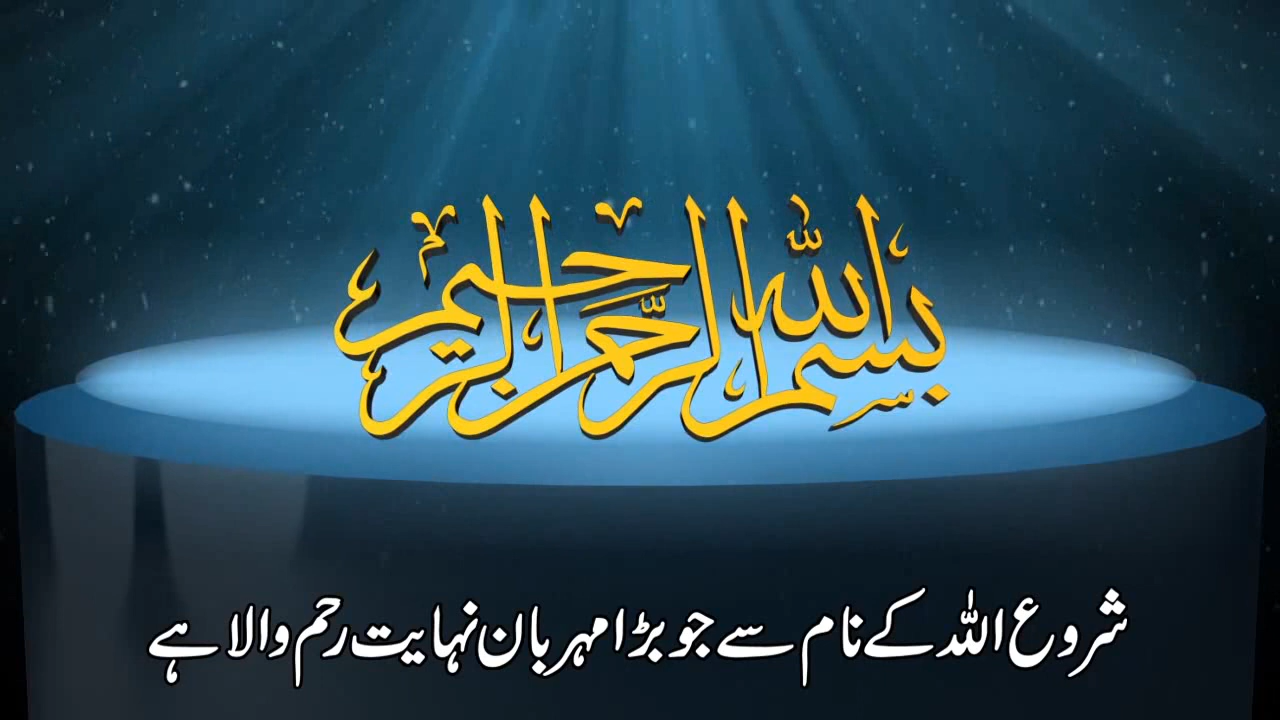 بسم الله الرحمن الرحيم
شروع اللہ کے نام سے جو بڑا مہربان نہایت رحم والا ہے